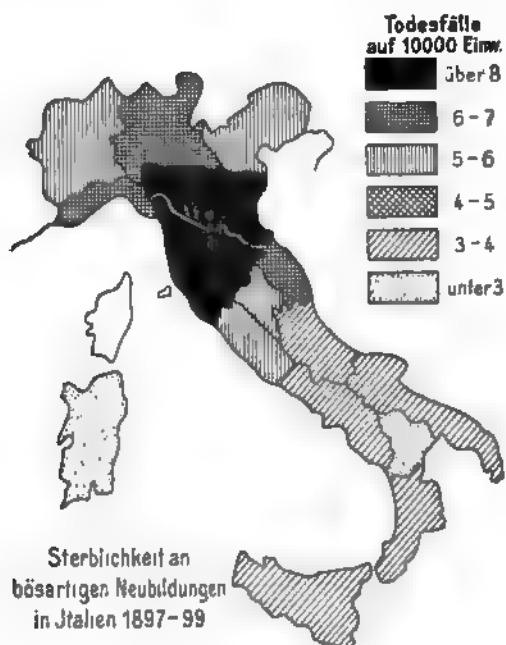 Todesfälle
auf 10000 Einw.
über 8
6-7
5-6
4-5
3-4
unter 3
Sterblichkeit an
bösartigen Neubildungen
in Jtalien 1897-99